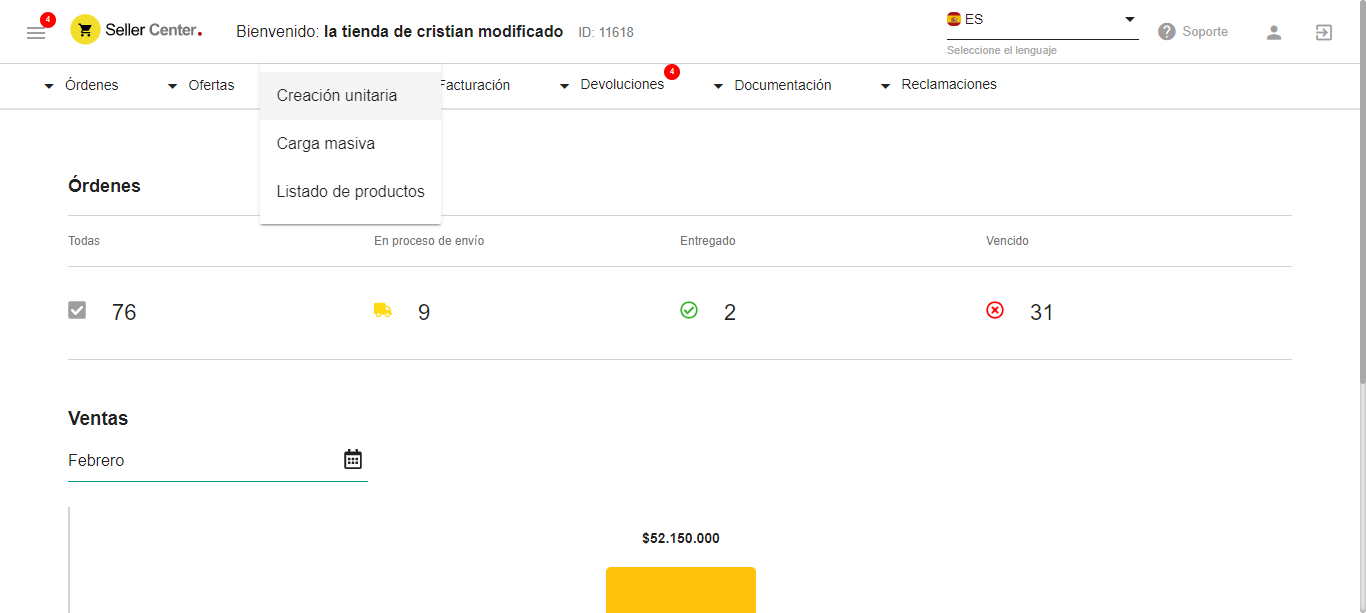 4
Seller Center.
Bienvenido: la tienda de cristian modificado ID: 11618
ES
Seleccione el lenguaje
Soporte
Órdenes
Ofertas
Creación unitaria
Carga masiva
Listado de productos
Facturación
Devoluciones
4
Documentación
Reclamaciones
Órdenes
Todas
En proceso de envío
Entregado
Vencido
76
9
2
31
Ventas
Febrero
$52.150.000